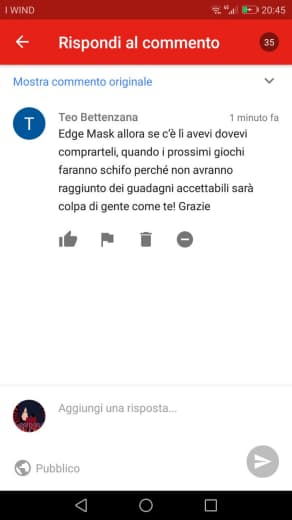 I WIND
20:45
Rispondi al commento
35
Mostra commento originale
T
Teo Bettenzana
1 minuto fa
Edge Mask allora se c'è lì avevi dovevi
comprarteli, quando i prossimi giochi
faranno schifo perché non avranno
raggiunto dei guadagni accettabili sarà
colpa di gente come te! Grazie
Aggiungi una risposta...
Pubblico